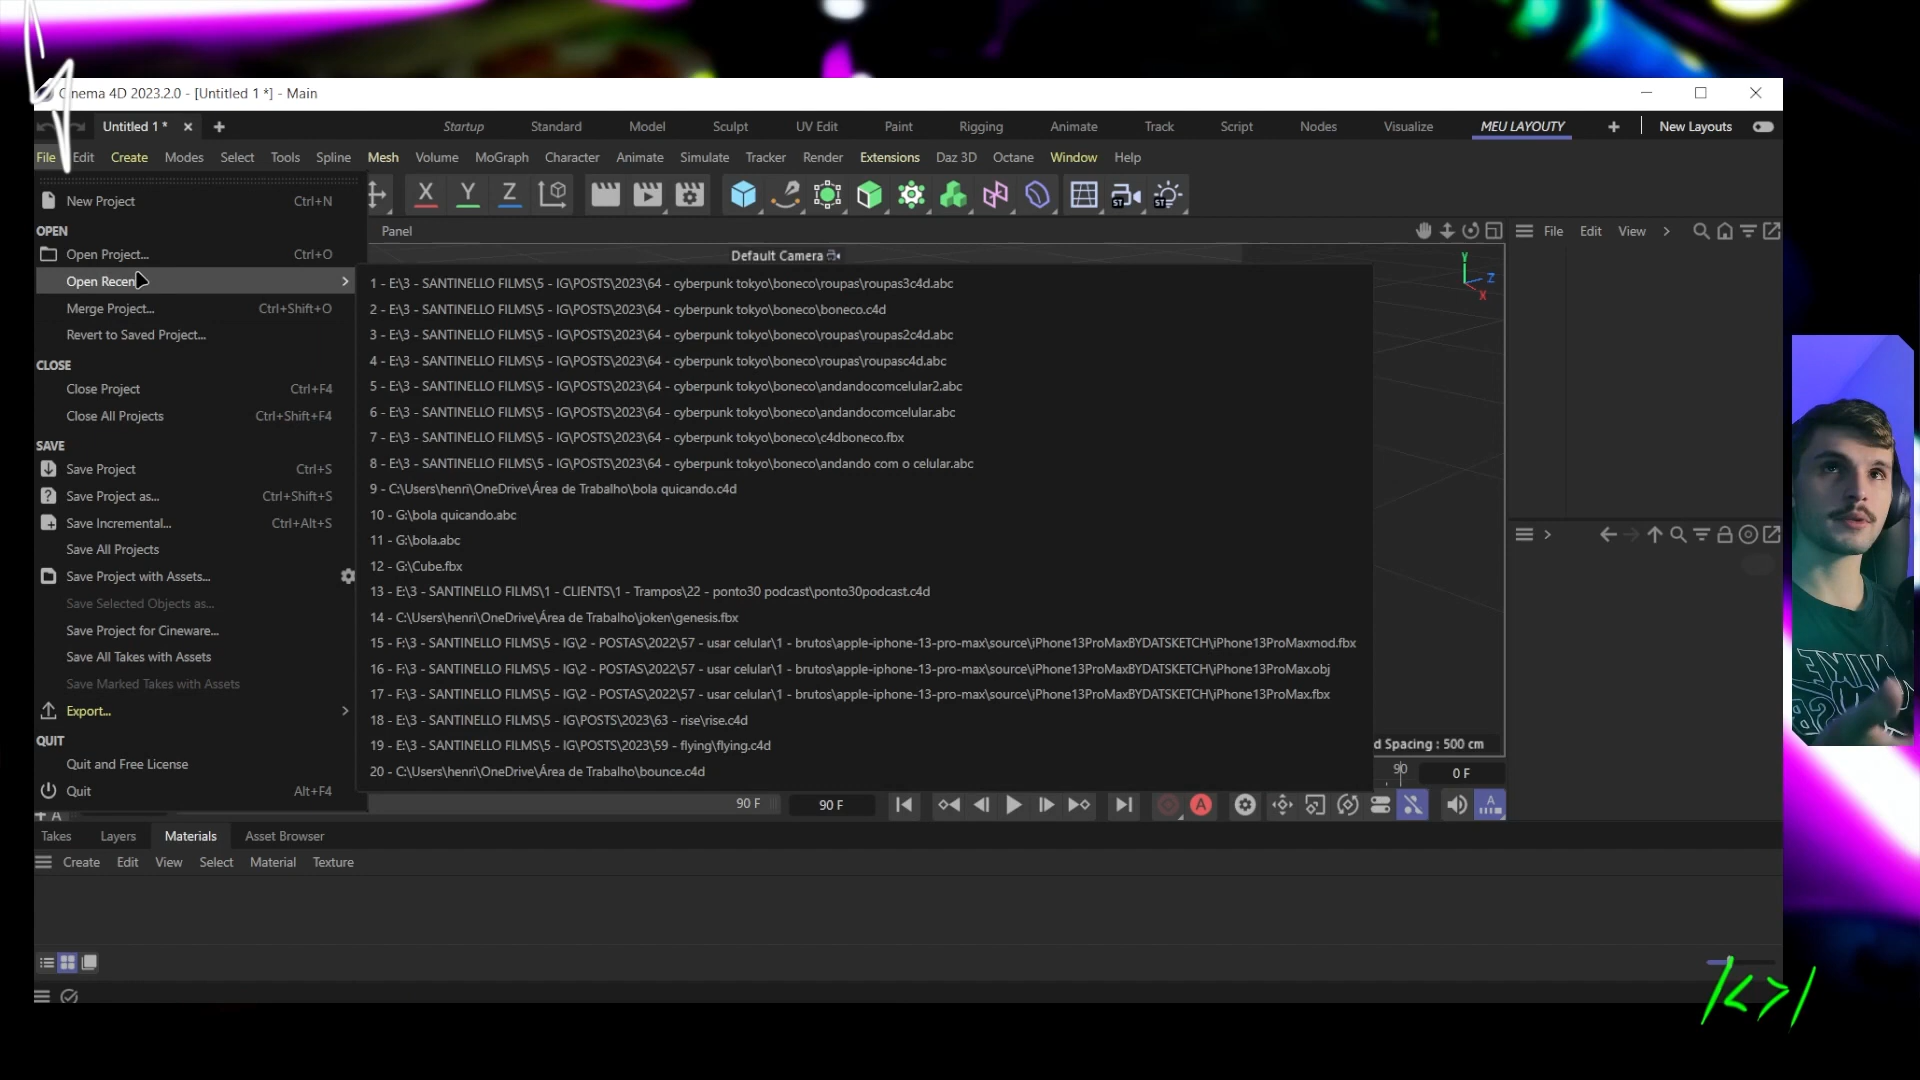 Cinema 4D 2023.2.0 - [Untitled 1 *] - Main
Untitled 1 *
Startup Standard Model Sculpt UV Edit Paint Rigging Animate Track Script Nodes Visualize MEU LAYOUTY New Layouts
File Edit Create Modes Select Tools Spline Mesh Volume MoGraph Character Animate Simulate Tracker Render Extensions Daz 3D Octane Window Help
X Y Z
ST ST
New Project Ctrl+N
OPEN
Open Project... Ctrl+O
Open Recent
Merge Project... Ctrl+Shift+O
Revert to Saved Project...
CLOSE
Close Project Ctrl+F4
Close All Projects Ctrl+Shift+F4
SAVE
Save Project Ctrl+S
Save Project as... Ctrl+Shift+S
Save Incremental... Ctrl+Alt+S
Save All Projects
Save Project with Assets...
Save Selected Objects as...
Save Project for Cineware...
Save All Takes with Assets
Save Marked Takes with Assets
Export...
QUIT
Quit and Free License
Quit Alt+F4
Panel
Default Camera
Y
Z
X
File Edit View
1 - E:\3 - SANTINELLO FILMS\5 - IG\POSTS\2023\64 - cyberpunk tokyo\boneco\roupas\roupas3c4d.abc
2 - E:\3 - SANTINELLO FILMS\5 - IG\POSTS\2023\64 - cyberpunk tokyo\boneco\boneco.c4d
3 - E:\3 - SANTINELLO FILMS\5 - IG\POSTS\2023\64 - cyberpunk tokyo\boneco\roupas\roupas2c4d.abc
4 - E:\3 - SANTINELLO FILMS\5 - IG\POSTS\2023\64 - cyberpunk tokyo\boneco\roupas\roupasc4d.abc
5 - E:\3 - SANTINELLO FILMS\5 - IG\POSTS\2023\64 - cyberpunk tokyo\boneco\andandocomcelular2.abc
6 - E:\3 - SANTINELLO FILMS\5 - IG\POSTS\2023\64 - cyberpunk tokyo\boneco\andandocomcelular.abc
7 - E:\3 - SANTINELLO FILMS\5 - IG\POSTS\2023\64 - cyberpunk tokyo\boneco\c4dboneco.fbx
8 - E:\3 - SANTINELLO FILMS\5 - IG\POSTS\2023\64 - cyberpunk tokyo\boneco\andando com o celular.abc
9 - C:\Users\henri\OneDrive\Área de Trabalho\bola quicando.c4d
10 - G:\bola quicando.abc
11 - G:\bola.abc
12 - G:\Cube.fbx
13 - E:\3 - SANTINELLO FILMS\1 - CLIENTS\1 - Trampos\22 - ponto30 podcast\ponto30podcast.c4d
14 - C:\Users\henri\OneDrive\Área de Trabalho\joken\genesis.fbx
15 - F:\3 - SANTINELLO FILMS\5 - IG\2 - POSTAS\2022\57 - usar celular\1 - brutos\apple-iphone-13-pro-max\source\iPhone13ProMaxBYDATSKETCH\iPhone13ProMaxmod.fbx
16 - F:\3 - SANTINELLO FILMS\5 - IG\2 - POSTAS\2022\57 - usar celular\1 - brutos\apple-iphone-13-pro-max\source\iPhone13ProMaxBYDATSKETCH\iPhone13ProMax.obj
17 - F:\3 - SANTINELLO FILMS\5 - IG\2 - POSTAS\2022\57 - usar celular\1 - brutos\apple-iphone-13-pro-max\source\iPhone13ProMaxBYDATSKETCH\iPhone13ProMax.fbx
18 - E:\3 - SANTINELLO FILMS\5 - IG\POSTS\2023\63 - rise\rise.c4d
19 - E:\3 - SANTINELLO FILMS\5 - IG\POSTS\2023\59 - flying\flying.c4d
20 - C:\Users\henri\OneDrive\Área de Trabalho\bounce.c4d
d Spacing : 500 cm
90 0 F
90 F 90 F A A
Takes Layers Materials Asset Browser
Create Edit View Select Material Texture
NIKE